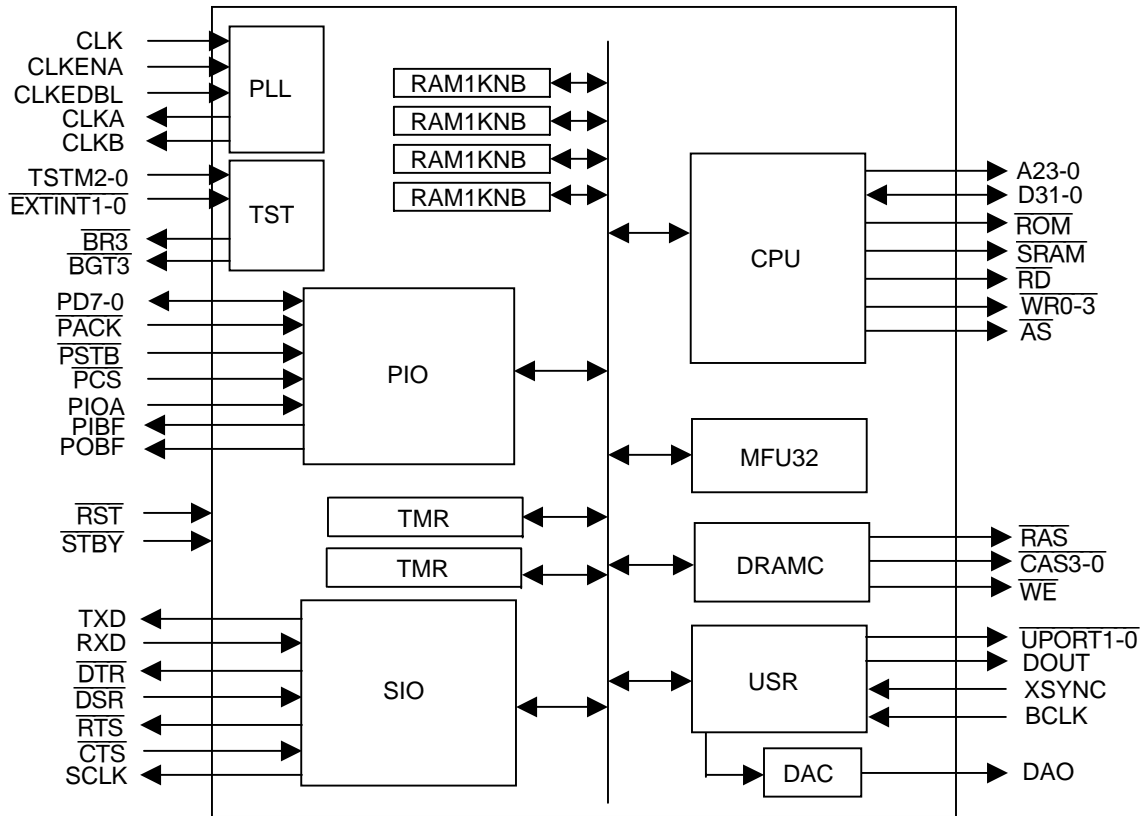 CLK
CLKENA
CLKEDBL
CLKA
CLKB
PLL
TSTM2-0
EXTINT1-0
BR3
BGT3
TST
PD7-0
PACK
PSTB
PCS
PIOA
PIBF
POBF
PIO
RST
STBY
TMR
TMR
TXD
RXD
DTR
DSR
RTS
CTS
SCLK
SIO
RAM1KNB
RAM1KNB
RAM1KNB
RAM1KNB
CPU
A23-0
D31-0
ROM
SRAM
RD
WR0-3
AS
MFU32
DRAMC
RAS
CAS3-0
WE
USR
UPORT1-0
DOUT
XSYNC
BCLK
DAC
DAO